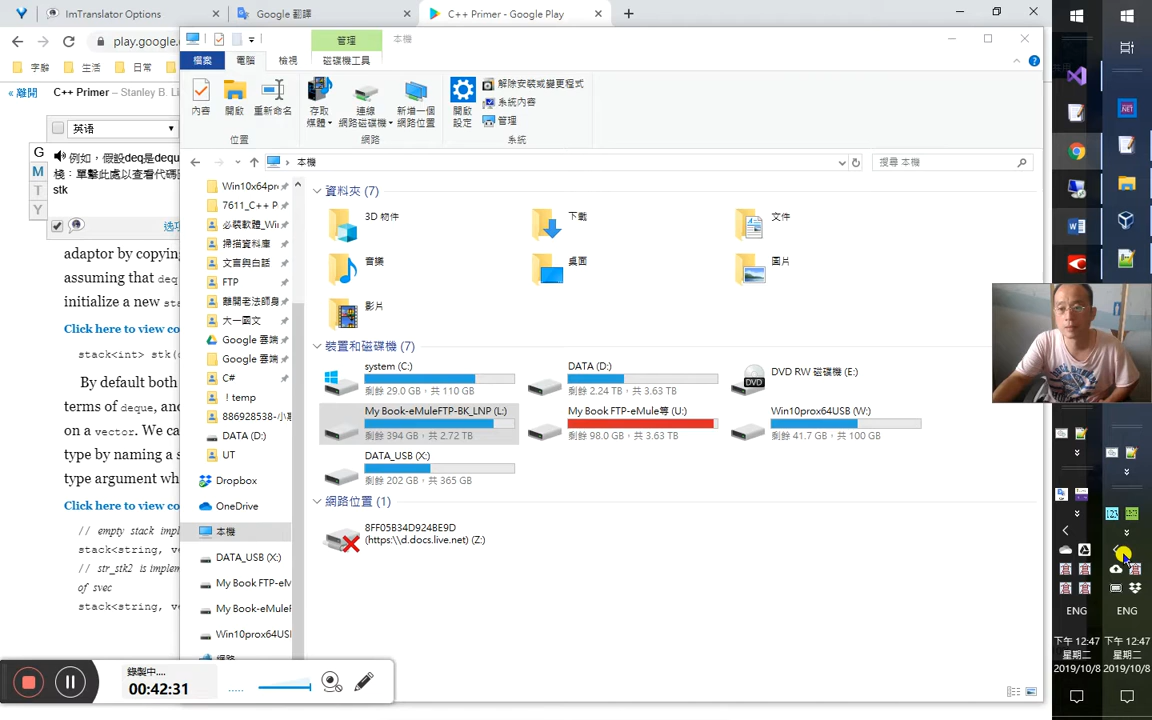 ImTranslator Options
Google 翻譯
C++ Primer - Google Play
play.google.
字辭
生活
日常
« 離開
C++ Primer – Stanley B. Li
英语
G
M
T
Y
例如，假設deq是dequ
棧：單擊此處以查看代碼
stk
选项
adaptor by copying
assuming that deq
initialize a new sta
Click here to view co
stack<int> stk(
By default both
terms of deque, and
on a vector. We ca
type by naming a s
type argument wh
Click here to view co
// empty stack impl
stack<string, ve
// str_stk2 is implem
of svec
stack<string, ve
管理
本機
檔案
電腦
檢視
磁碟機工具
內容
開啟
重新命名
位置
存取
媒體
連線
網路磁碟機
新增一個
網路位置
網路
開啟
設定
解除安裝或變更程式
系統內容
管理
系統
本機
搜尋 本機
Win10x64pr
7611_C++ P
必裝軟體_Wi
掃描資料庫
文言與白話
FTP
離開老法師身
大一國文
Google 雲端
Google 雲端
C#
! temp
886928538-小
DATA (D:)
UT
Dropbox
OneDrive
本機
DATA_USB (X:)
My Book FTP-eM
My Book-eMuleF
Win10prox64US
網路
資料夾 (7)
3D 物件
下載
文件
音樂
桌面
圖片
影片
裝置和磁碟機 (7)
system (C:)
剩餘 29.0 GB，共 110 GB
DATA (D:)
剩餘 2.24 TB，共 3.63 TB
DVD RW 磁碟機 (E:)
My Book-eMuleFTP-BK_LNP (L:)
剩餘 394 GB，共 2.72 TB
My Book FTP-eMule等 (U:)
剩餘 98.0 GB，共 3.63 TB
Win10prox64USB (W:)
剩餘 41.7 GB，共 100 GB
DATA_USB (X:)
剩餘 202 GB，共 365 GB
網路位置 (1)
8FF05B34D924BE9D
(https:\\d.docs.live.net) (Z:)
錄製中....
00:42:31
ENG
下午 12:47
星期二
2019/10/8
ENG
下午 12:47
星期二
2019/10/8